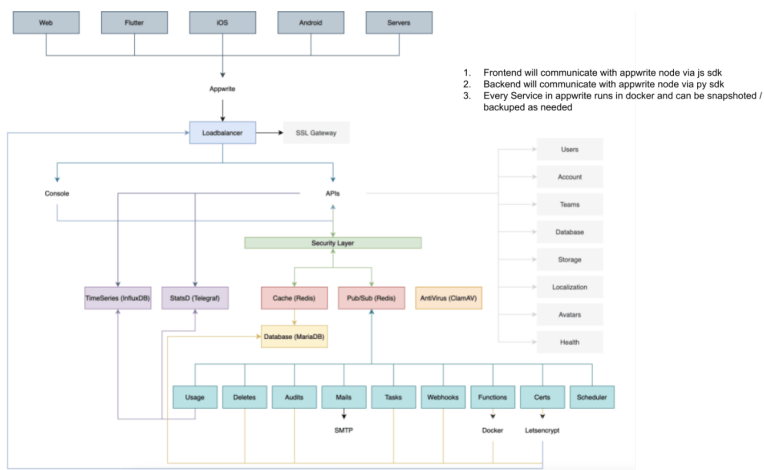 Web
Flutter
iOS
Android
Servers
1. Frontend will communicate with appwrite node via js sdk
2. Backend will communicate with appwrite node via py sdk
3. Every Service in appwrite runs in docker and can be snapshoted /
backuped as needed
Appwrite
Loadbalancer
SSL Gateway
Users
Account
Teams
Database
Storage
Localization
Avatars
Health
Console
APIs
Security Layer
TimeSeries (InfluxDB)
StatsD (Telegraf)
Cache (Redis)
Pub/Sub (Redis)
AntiVirus (ClamAV)
Database (MariaDB)
Usage
Deletes
Audits
Mails
Tasks
Webhooks
Functions
Certs
Scheduler
SMTP
Docker
Letsencrypt